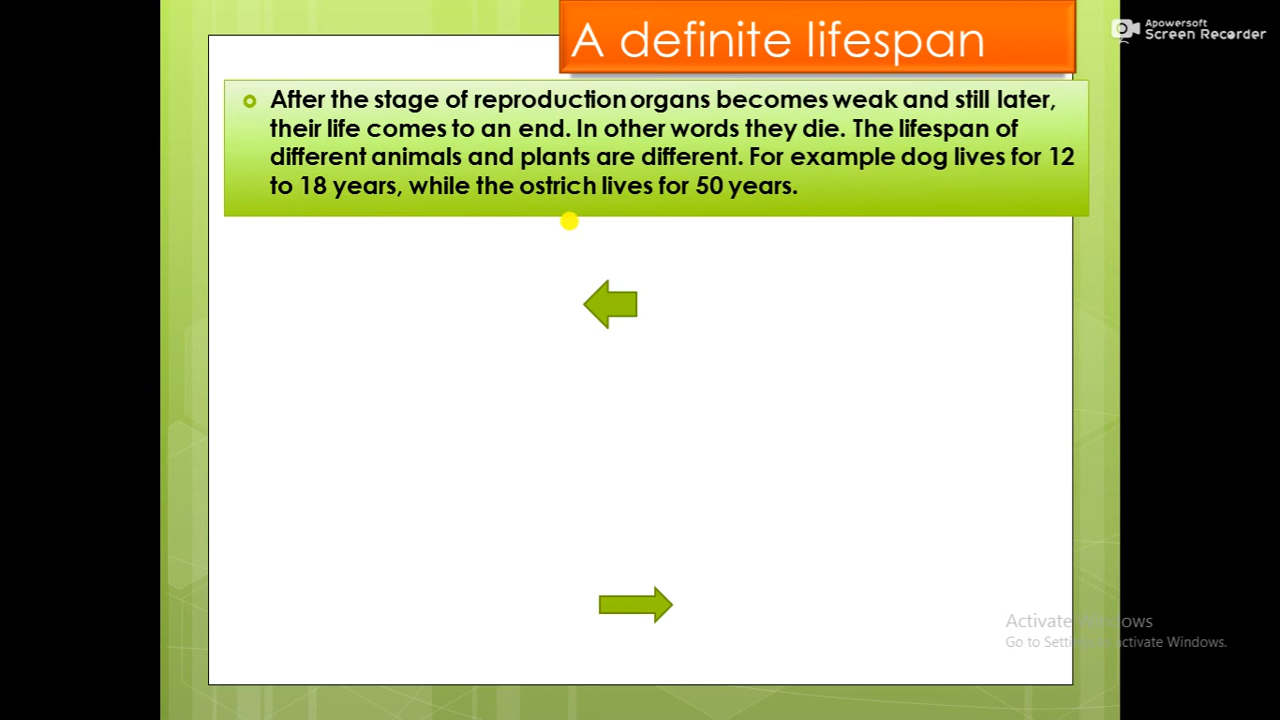 A definite lifespan
Apowersoft
Screen Recorder
After the stage of reproduction organs becomes weak and still later,
their life comes to an end. In other words they die. The lifespan of
different animals and plants are different. For example dog lives for 12
to 18 years, while the ostrich lives for 50 years.
Activate Windows
Go to Settings to activate Windows.